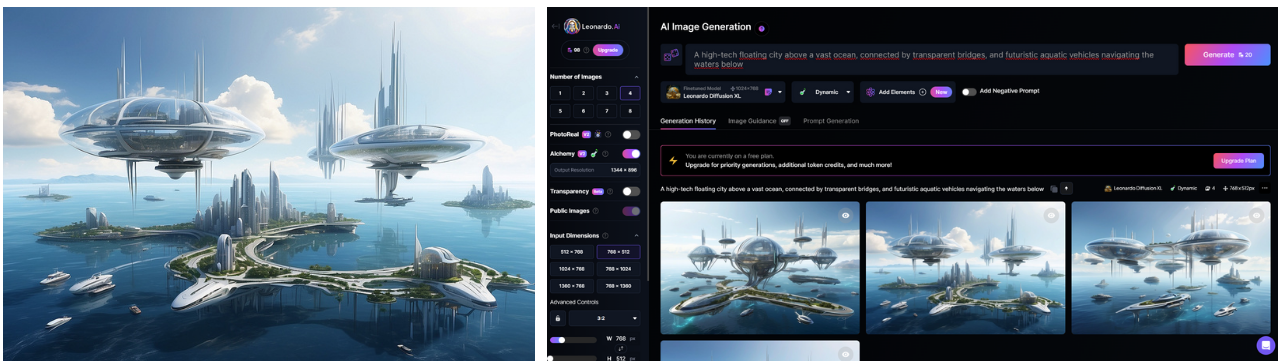 Leonardo.Ai
98
Upgrade
Number of Images
1 2 3 4
5 6 7 8
PhotoReal V2
Alchemy V2
Output Resolution 1344 × 896
Transparency Beta
Public Images
Input Dimensions
512 × 768 768 × 512
1024 × 768 768 × 1024
1360 × 768 768 × 1360
Advanced Controls
3:2
W 768 px
H 512 px
AI Image Generation
A high-tech floating city above a vast ocean, connected by transparent bridges, and futuristic aquatic vehicles navigating the
waters below
Generate 20
Finetuned Model 1024×768
Leonardo Diffusion XL
Dynamic
Add Elements
New
Add Negative Prompt
Generation History Image Guidance OFF Prompt Generation
You are currently on a free plan.
Upgrade for priority generations, additional token credits, and much more!
Upgrade Plan
A high-tech floating city above a vast ocean, connected by transparent bridges, and futuristic aquatic vehicles navigating the waters below
Leonardo Diffusion XL Dynamic 4 768x512px